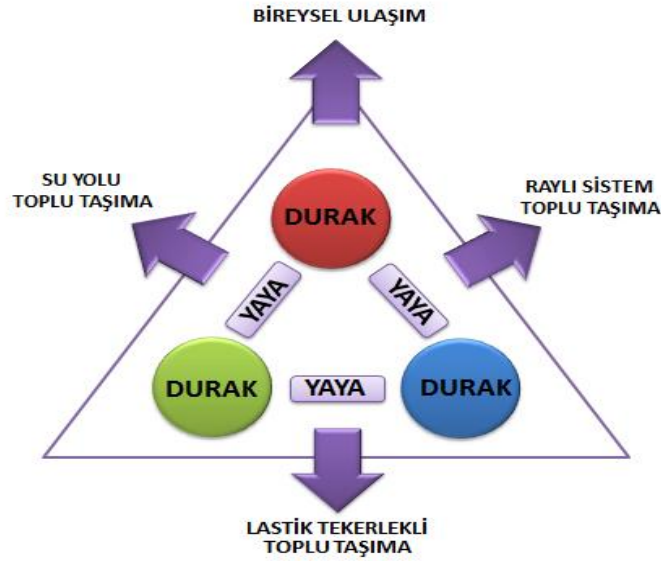 BİREYSEL ULAŞIM
SU YOLU
TOPLU TAŞIMA
RAYLI SİSTEM
TOPLU TAŞIMA
DURAK
YAYA
YAYA
DURAK
YAYA
DURAK
LASTİK TEKERLEKLİ
TOPLU TAŞIMA